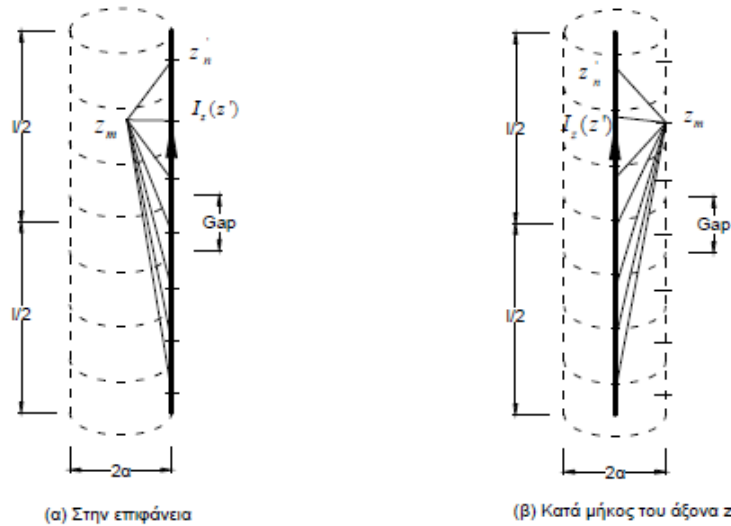 z'n
Iz(z')
zm
l/2
Gap
l/2
2α
(α) Στην επιφάνεια
z'n
Iz(z')
zm
l/2
Gap
l/2
2α
(β) Κατά μήκος του άξονα z